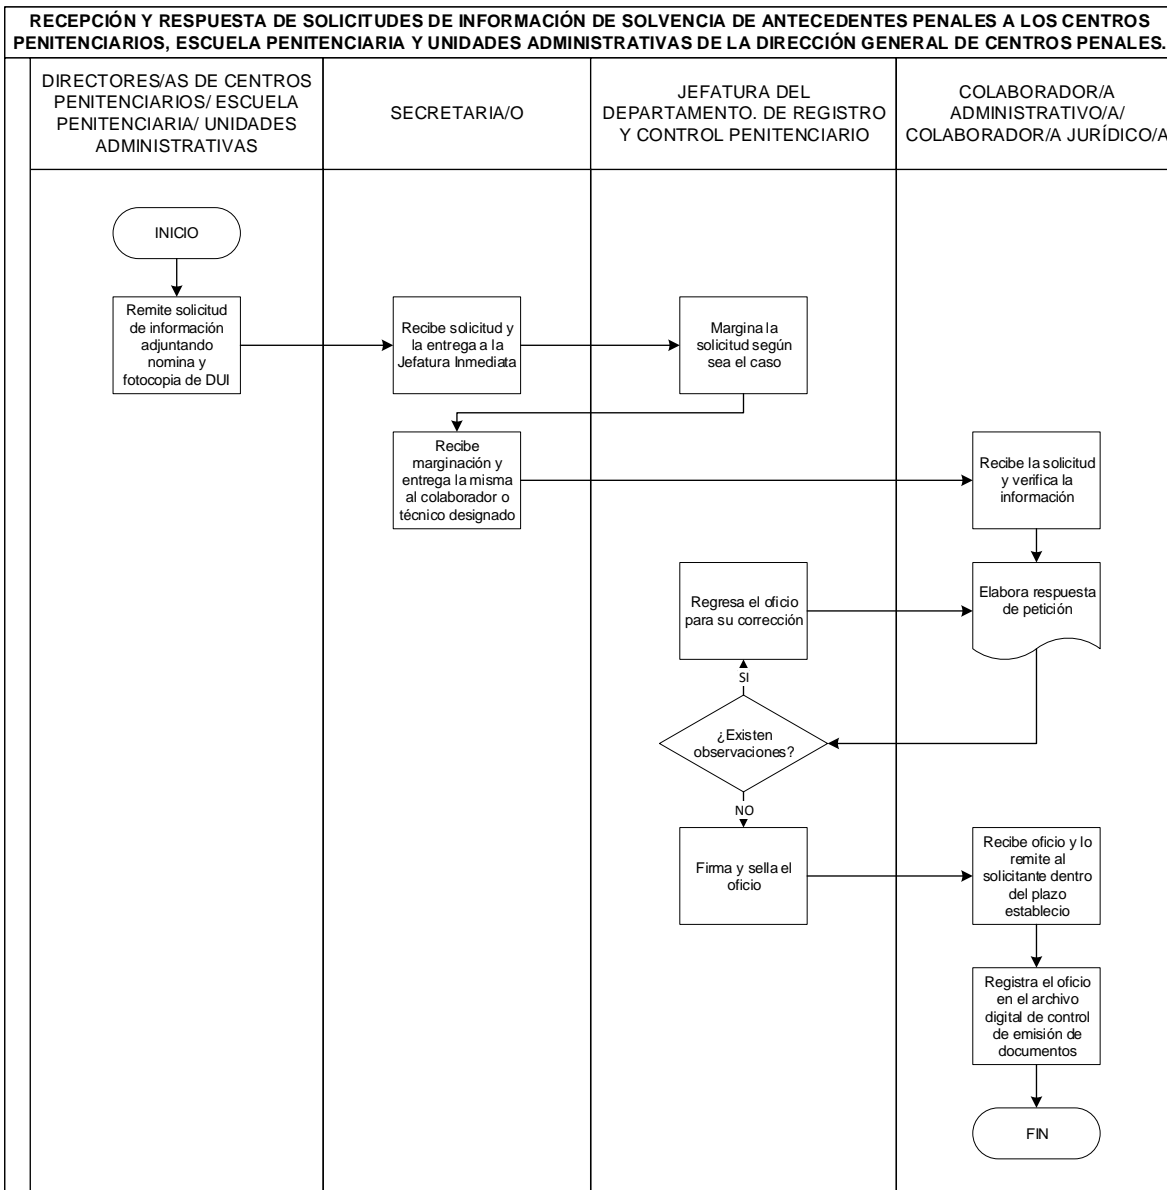 RECEPCIÓN Y RESPUESTA DE SOLICITUDES DE INFORMACIÓN DE SOLVENCIA DE ANTECEDENTES PENALES A LOS CENTROS
PENITENCIARIOS, ESCUELA PENITENCIARIA Y UNIDADES ADMINISTRATIVAS DE LA DIRECCIÓN GENERAL DE CENTROS PENALES.
DIRECTORES/AS DE CENTROS
PENITENCIARIOS/ ESCUELA
PENITENCIARIA/ UNIDADES
ADMINISTRATIVAS
SECRETARIA/O
JEFATURA DEL
DEPARTAMENTO. DE REGISTRO
Y CONTROL PENITENCIARIO
COLABORADOR/A
ADMINISTRATIVO/A/
COLABORADOR/A JURÍDICO/A
INICIO
Remite solicitud
de información
adjuntando
nomina y
fotocopia de DUI
Recibe solicitud y
la entrega a la
Jefatura Inmediata
Margina la
solicitud según
sea el caso
Recibe
marginación y
entrega la misma
al colaborador o
técnico designado
Recibe la solicitud
y verifica la
información
Regresa el oficio
para su corrección
Elabora respuesta
de petición
SI
¿Existen
observaciones?
NO
Firma y sella el
oficio
Recibe oficio y lo
remite al
solicitante dentro
del plazo
establecio
Registra el oficio
en el archivo
digital de control
de emisión de
documentos
FIN